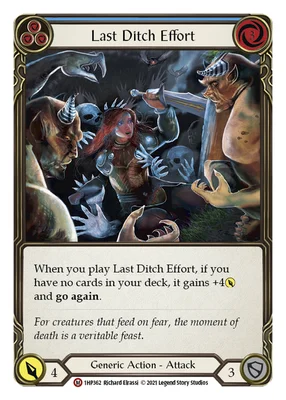 Last Ditch Effort
When you play Last Ditch Effort, if you
have no cards in your deck, it gains +4
and go again.
For creatures that feed on fear, the moment
of death is a veritable feast.
4
Generic Action - Attack
3
M 1HP362 Richard Elrassi © 2021 Legend Story Studios